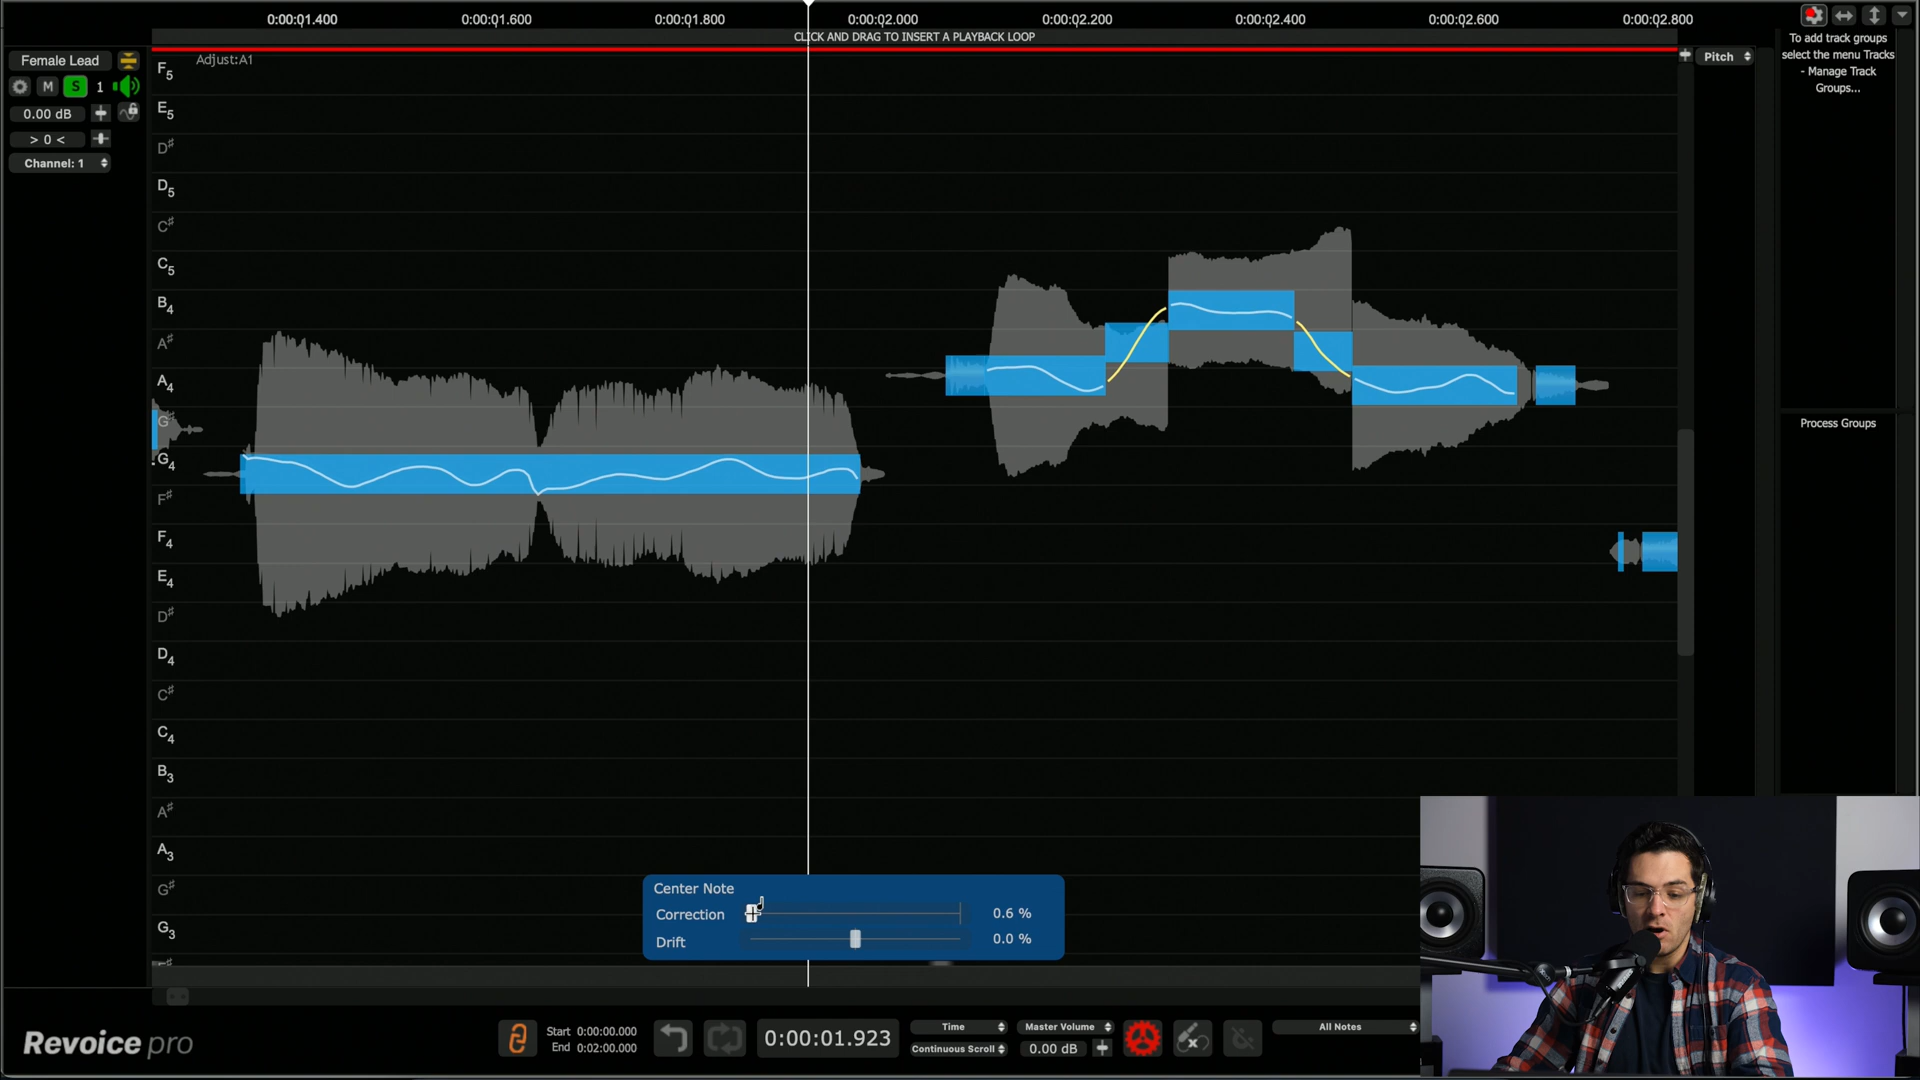 0:00:01.400 0:00:01.600 0:00:01.800 0:00:02.000 0:00:02.200 0:00:02.400 0:00:02.600 0:00:02.800
CLICK AND DRAG TO INSERT A PLAYBACK LOOP
To add track groups
select the menu Tracks
- Manage Track
Groups...
Female Lead
M S 1
0.00 dB
> 0 <
Channel: 1
Adjust:A1
Pitch
F5
E5
D♯
D5
C♯
C5
B4
A♯
A4
G♯
G4
F♯
F4
E4
D♯
D4
C♯
C4
B3
A♯
A3
G♯
G3
Process Groups
Center Note
Correction 0.6 %
Drift 0.0 %
Revoice pro
Start 0:00:00.000
End 0:02:00.000
0:00:01.923
Time
Continuous Scroll
Master Volume
0.00 dB
All Notes